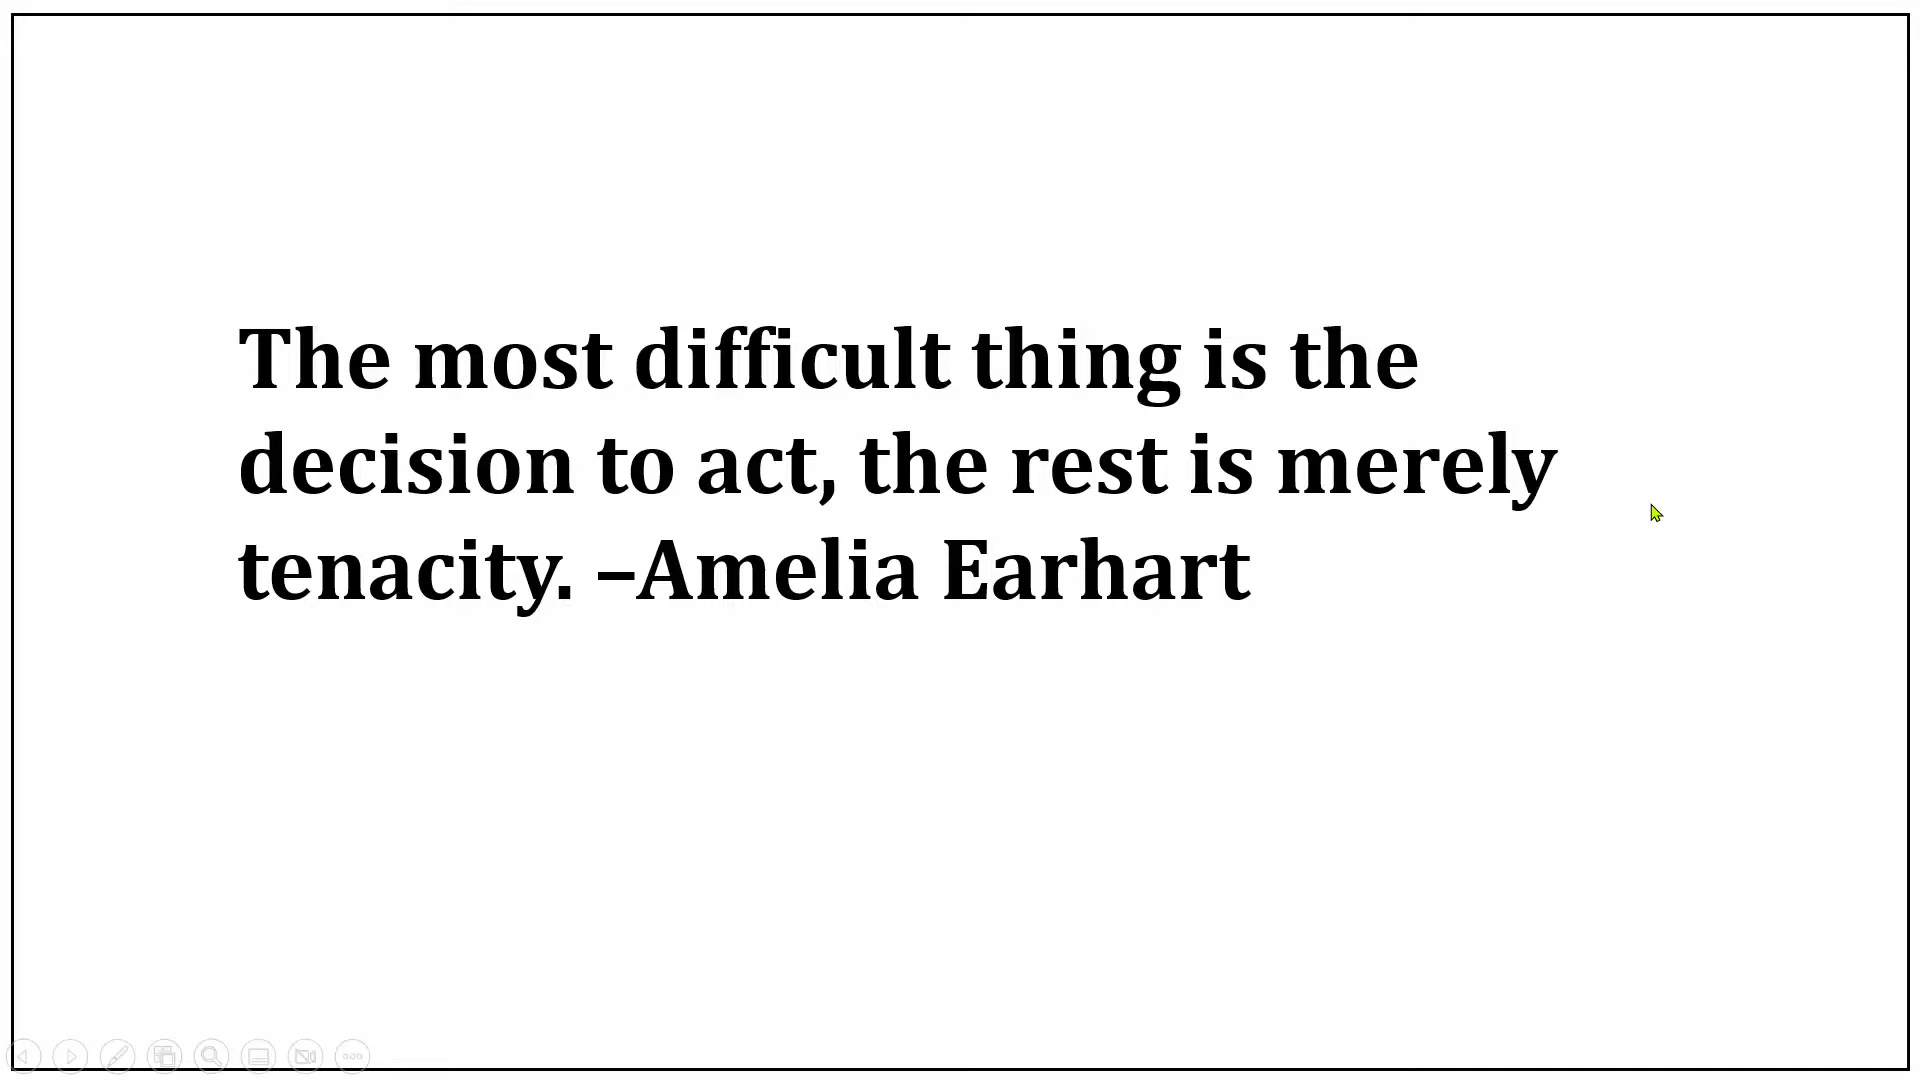 The most difficult thing is the
decision to act, the rest is merely
tenacity. –Amelia Earhart